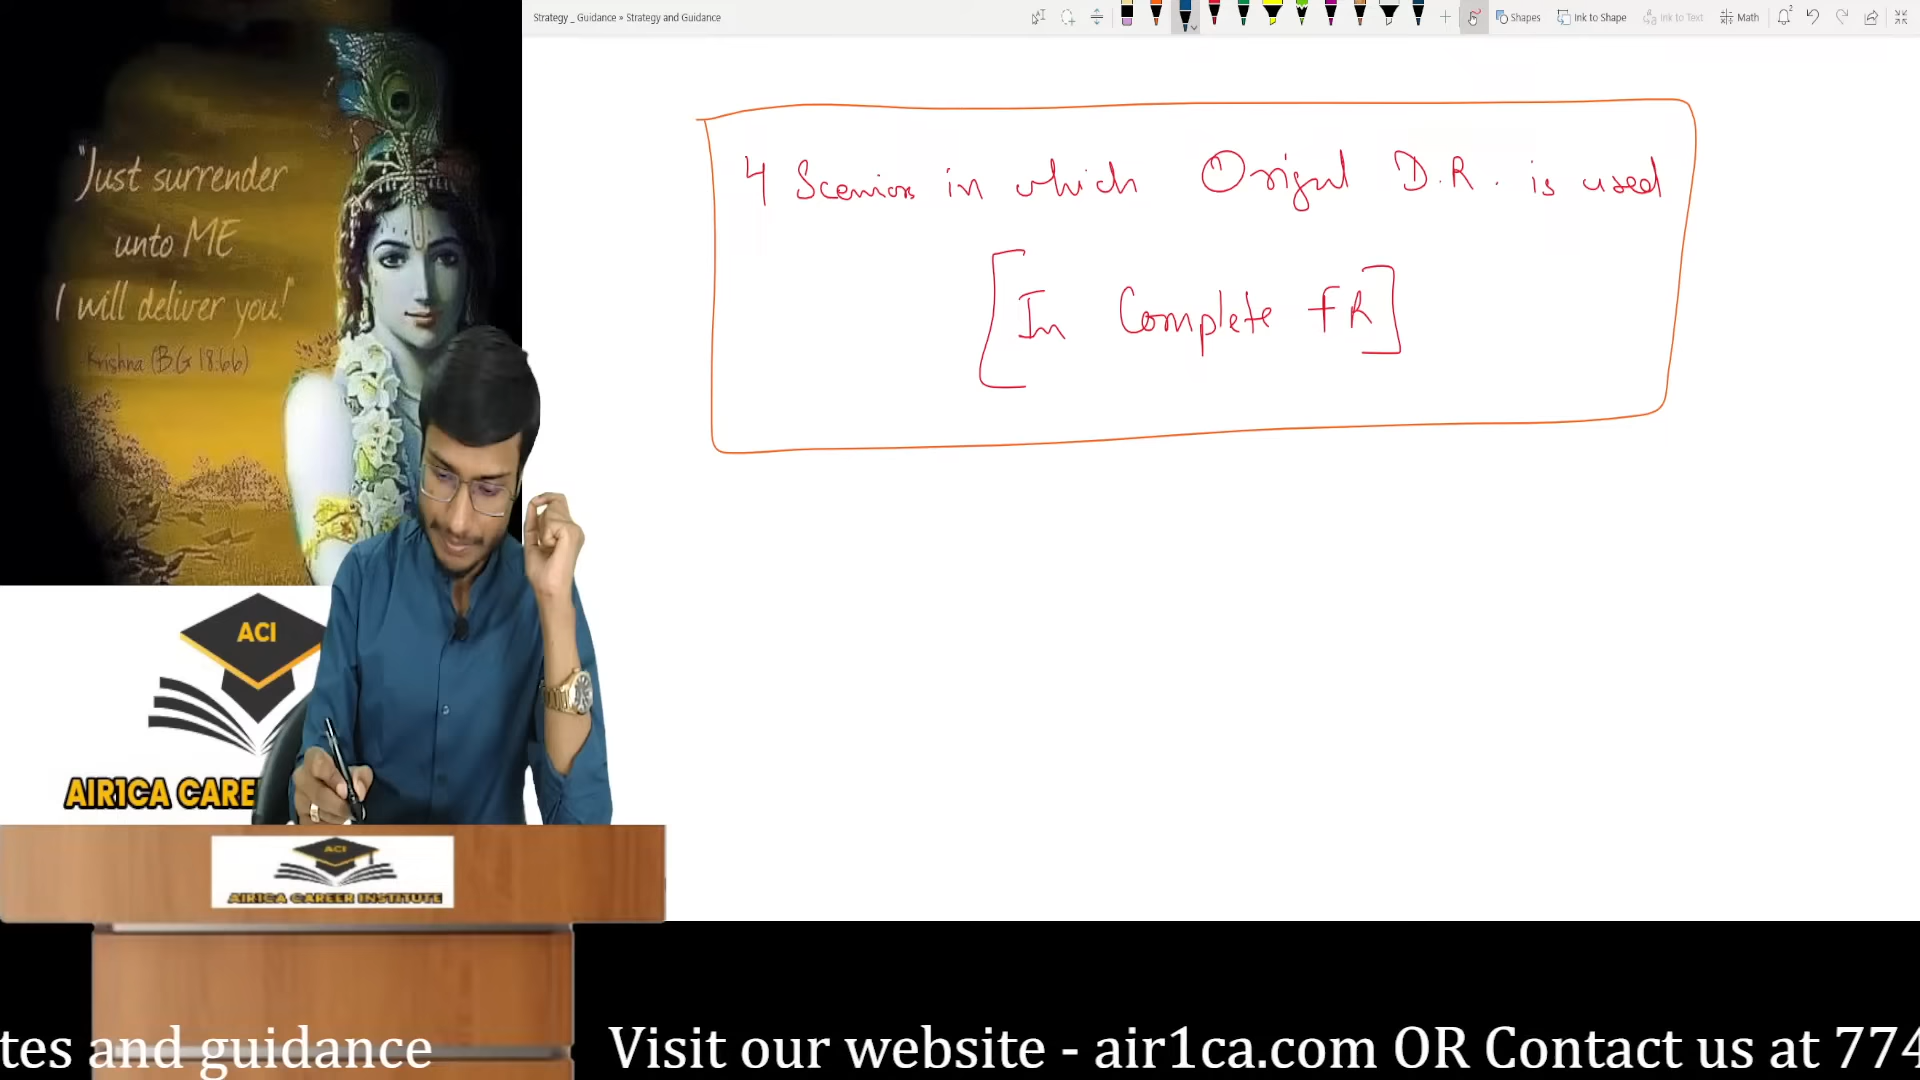 Strategy _ Guidance » Strategy and Guidance
Shapes
Ink to Shape
Ink to Text
Math
"Just surrender
unto ME
I will deliver you!"
Krishna (B.G 18:66)
4 Scenios in which Original D.R. is used
[In Complete FR]
ACI
AIR1CA CARE
ACI
AIR1CA CAREER INSTITUTE
tes and guidance Visit our website - air1ca.com OR Contact us at 774